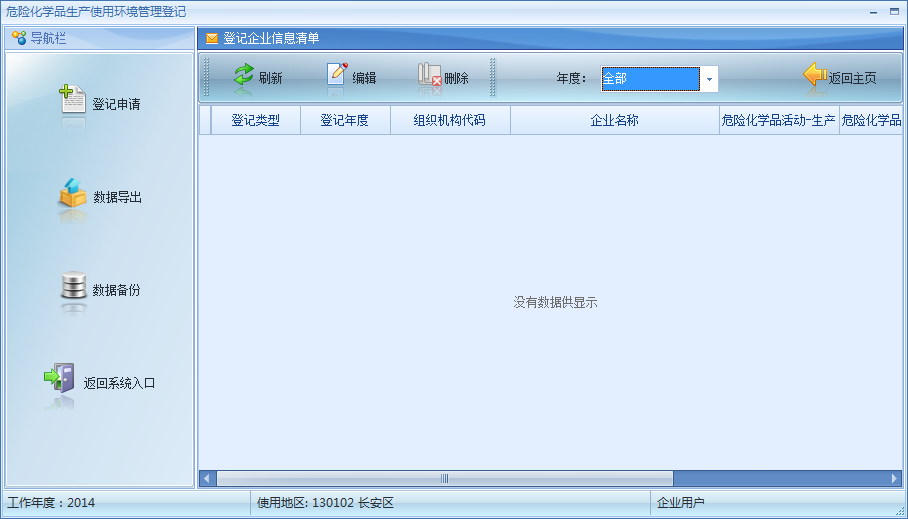 危险化学品生产使用环境管理登记
导航栏
登记企业信息清单
登记申请
数据导出
数据备份
返回系统入口
刷新 编辑 删除 年度： 全部 返回主页
登记类型 登记年度 组织机构代码 企业名称 危险化学品活动-生产 危险化学品
没有数据供显示
工作年度：2014 使用地区: 130102 长安区 企业用户